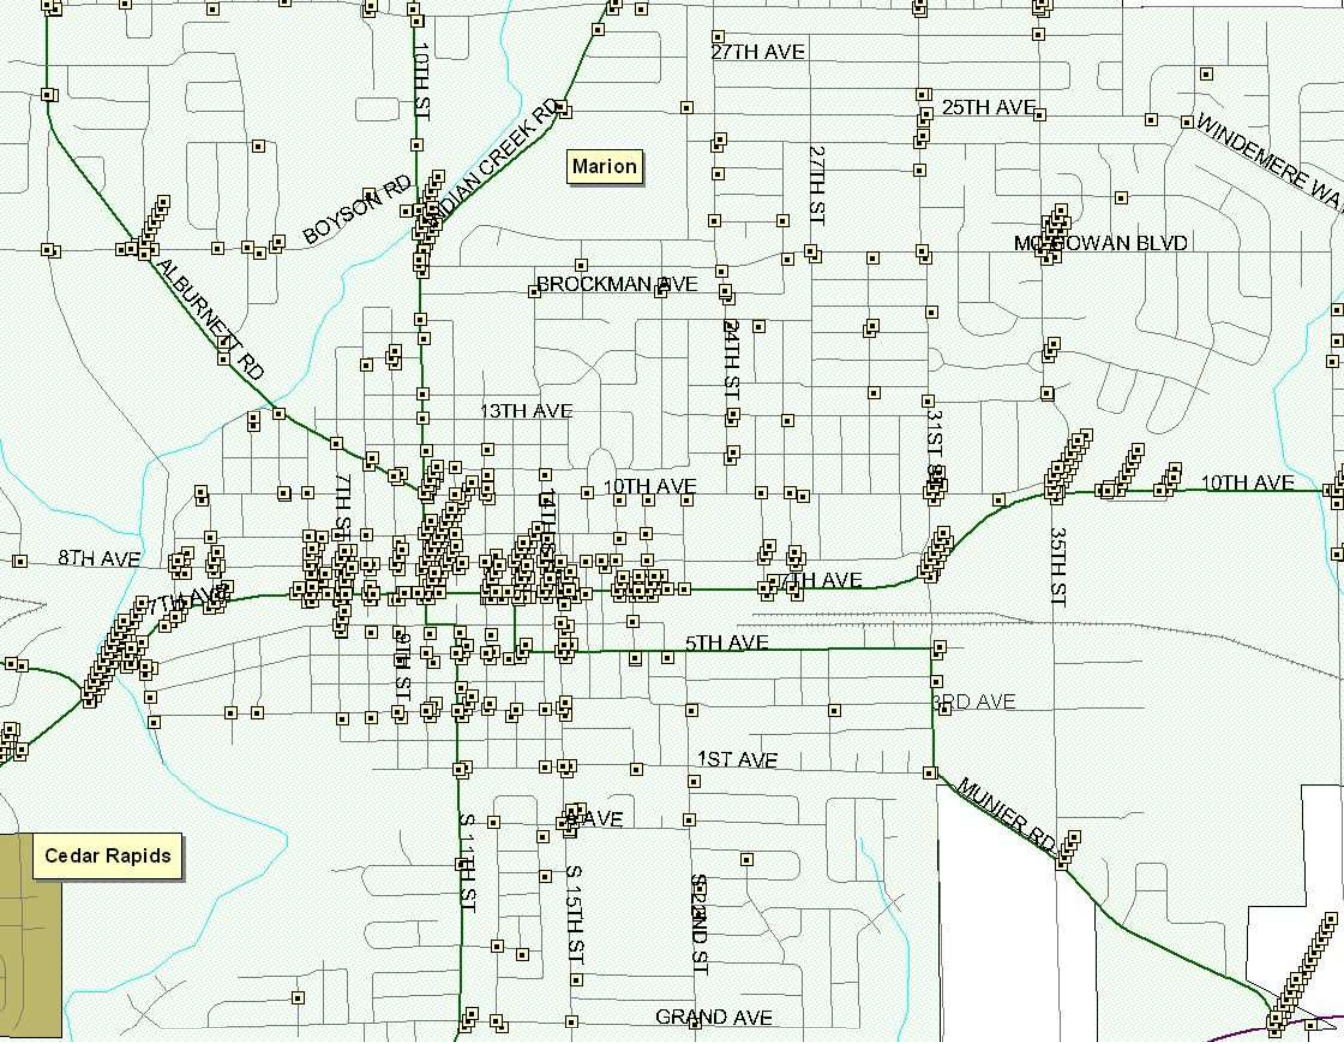 27TH AVE
10TH ST
25TH AVE
WINDEMERE WA
INDIAN CREEK RD
Marion
27TH ST
BOYSON RD
MCGOWAN BLVD
ALBURNETT RD
BROCKMAN AVE
24TH ST
13TH AVE
31ST ST
7TH ST
10TH AVE
10TH AVE
14TH S
8TH AVE
35TH ST
7TH AVE
7TH AVE
5TH AVE
9TH ST
3RD AVE
1ST AVE
MUNIER RD
A AVE
Cedar Rapids
S 11TH ST
S 15TH ST
S 22ND ST
GRAND AVE